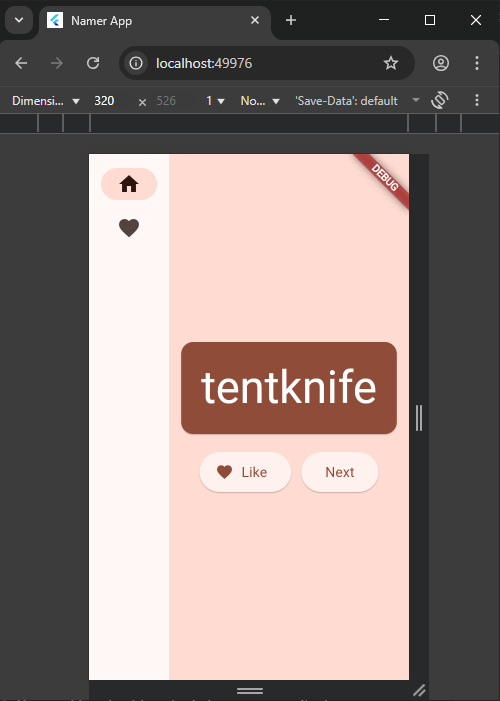 Namer App
localhost:49976
Dimensi... 320 × 526 1 No... 'Save-Data': default
DEBUG
tentknife
Like Next